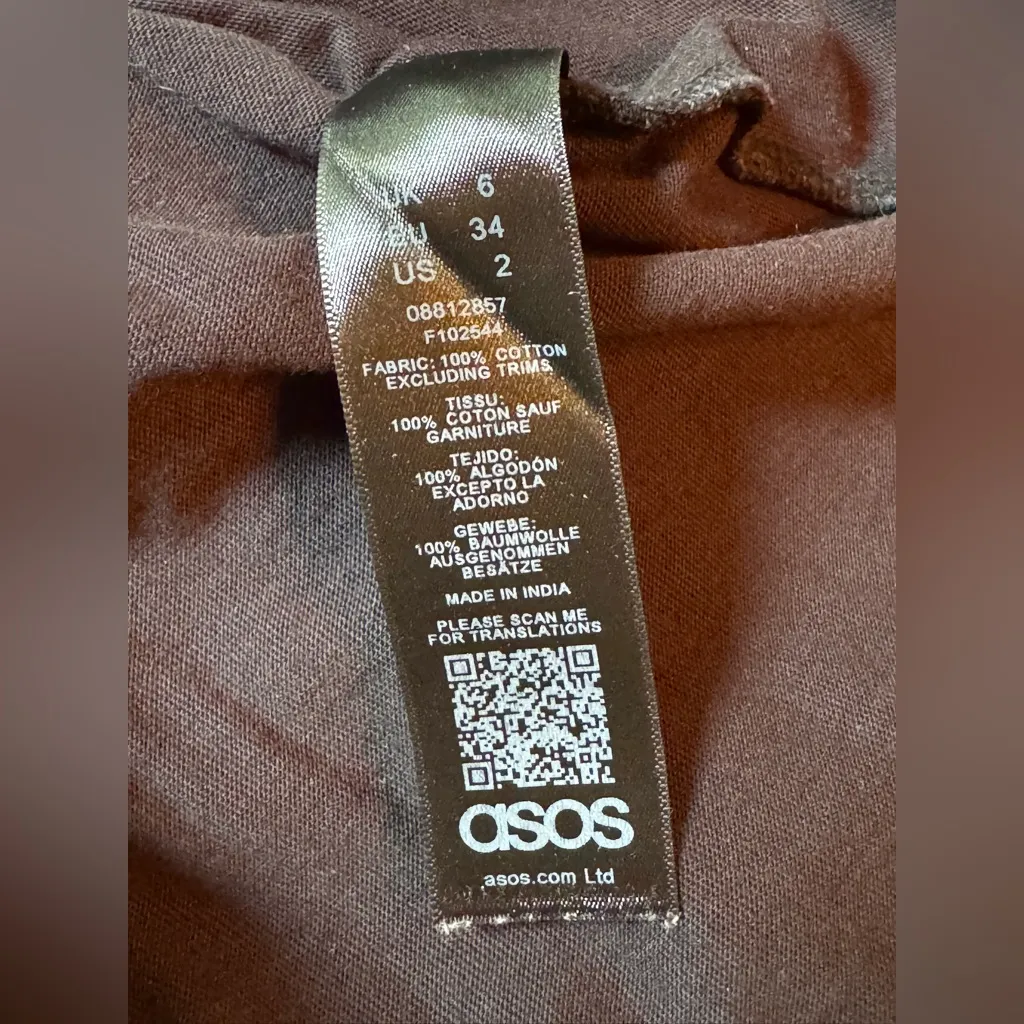 UK 6
EU 34
US 2
08812857
F102544
FABRIC: 100% COTTON
EXCLUDING TRIMS
TISSU:
100% COTON SAUF
GARNITURE
TEJIDO:
100% ALGODÓN
EXCEPTO LA
ADORNO
GEWEBE:
100% BAUMWOLLE
AUSGENOMMEN
BESÄTZE
MADE IN INDIA
PLEASE SCAN ME
FOR TRANSLATIONS
asos
asos.com Ltd